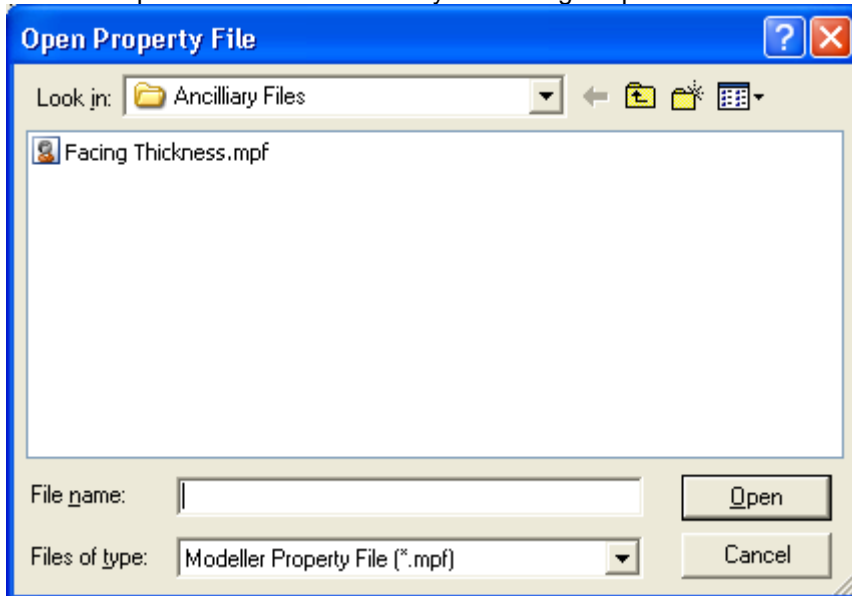 Open Property File
Look in: Ancilliary Files
Facing Thickness.mpf
File name:
Open
Files of type: Modeller Property File (*.mpf)
Cancel